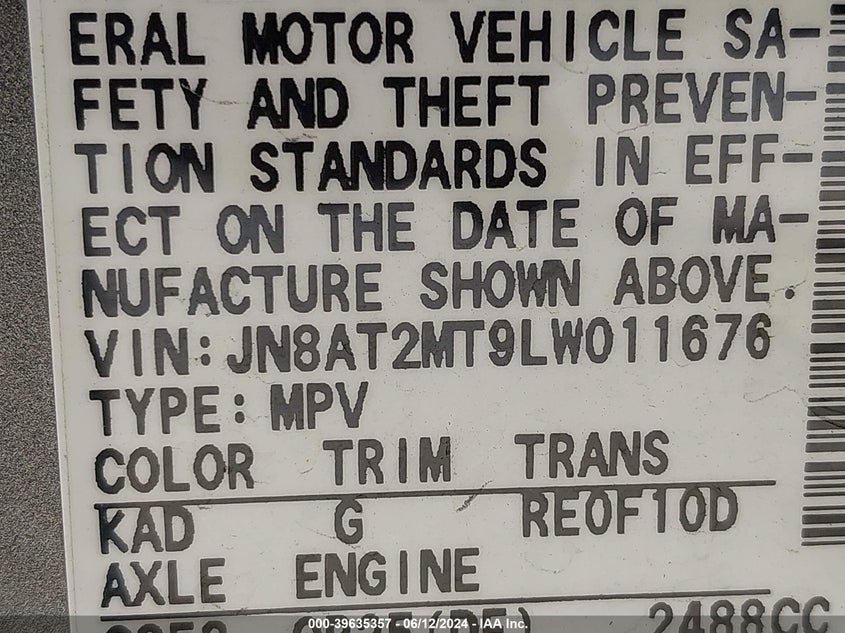 ERAL MOTOR VEHICLE SA-
FETY AND THEFT PREVEN-
TION STANDARDS IN EFF-
ECT ON THE DATE OF MA-
NUFACTURE SHOWN ABOVE.
VIN:JN8AT2MT9LW011676
TYPE:MPV
COLOR TRIM TRANS
KAD G RE0F10D
AXLE ENGINE
2488CC
000-39635357 - 06/12/2024 - IAA Inc.